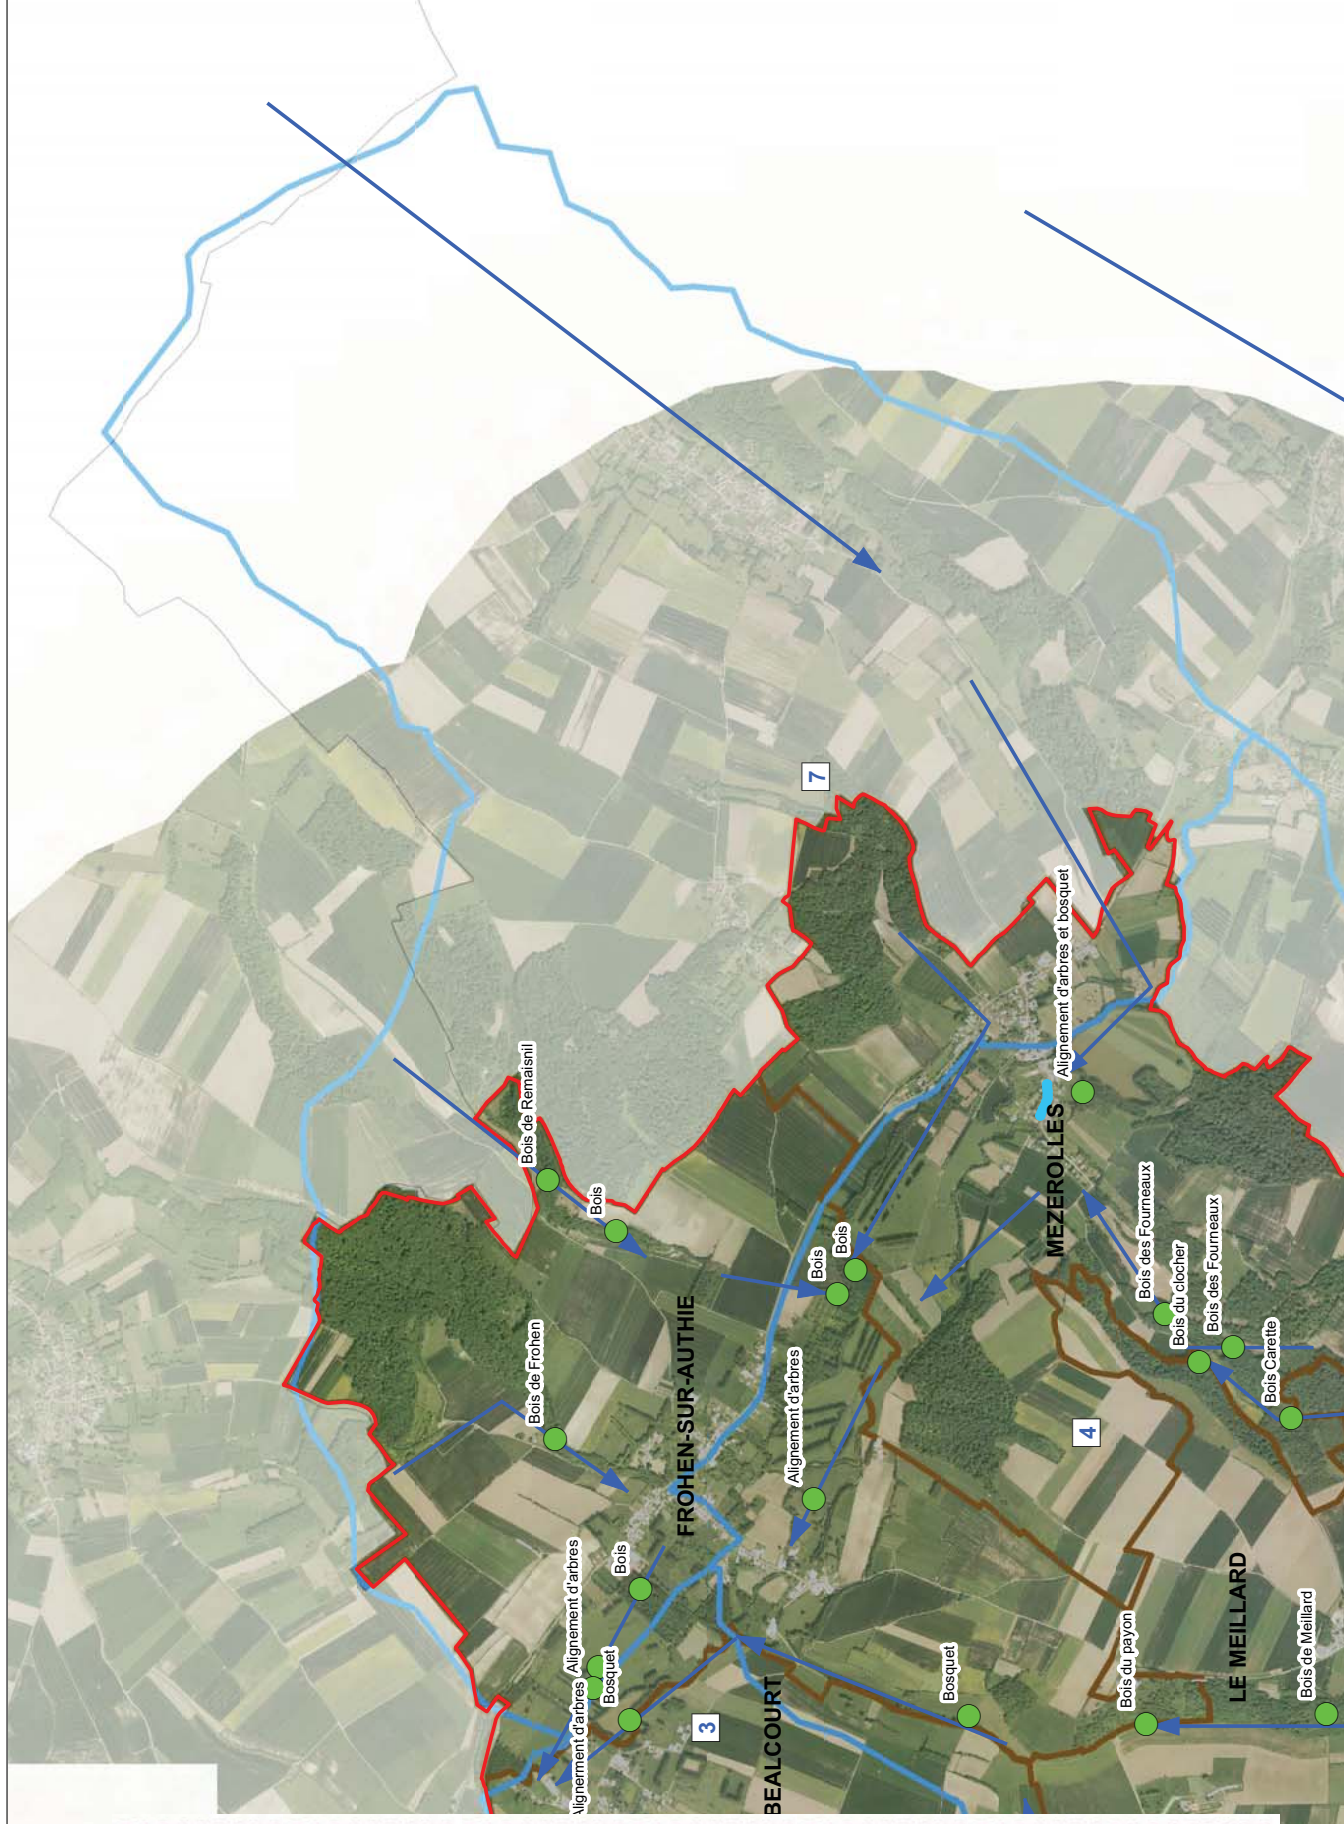 7
Alignement d'arbres et bosquet
Bois de Remaisnil
MEZEROLLES
Bois
Bois
Bois
Bois des Fourneaux
Bois du clocher
Bois des Fourneaux
FROHEN-SUR-AUTHIE
Bois de Frohen
Alignement d'arbres
Bois Carette
4
Alignement d'arbres
Bois
Bosquet
Alignerment d'arbres
Bosquet
Bois du payon
LE MEILLARD
Bois de Meillard
3
BEALCOURT